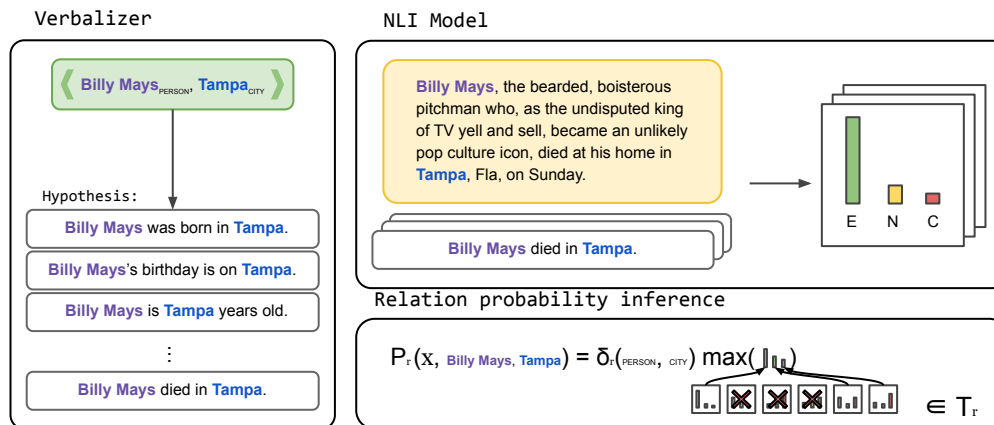 Verbalizer
Billy Mays PERSON, Tampa CITY
Hypothesis:
Billy Mays was born in Tampa.
Billy Mays's birthday is on Tampa.
Billy Mays is Tampa years old.
⋮
Billy Mays died in Tampa.
NLI Model
Billy Mays, the bearded, boisterous
pitchman who, as the undisputed king
of TV yell and sell, became an unlikely
pop culture icon, died at his home in
Tampa, Fla, on Sunday.
Billy Mays died in Tampa.
E N C
Relation probability inference
Pr(x, Billy Mays, Tampa) = δr(PERSON, CITY) max( )
∈ Tr